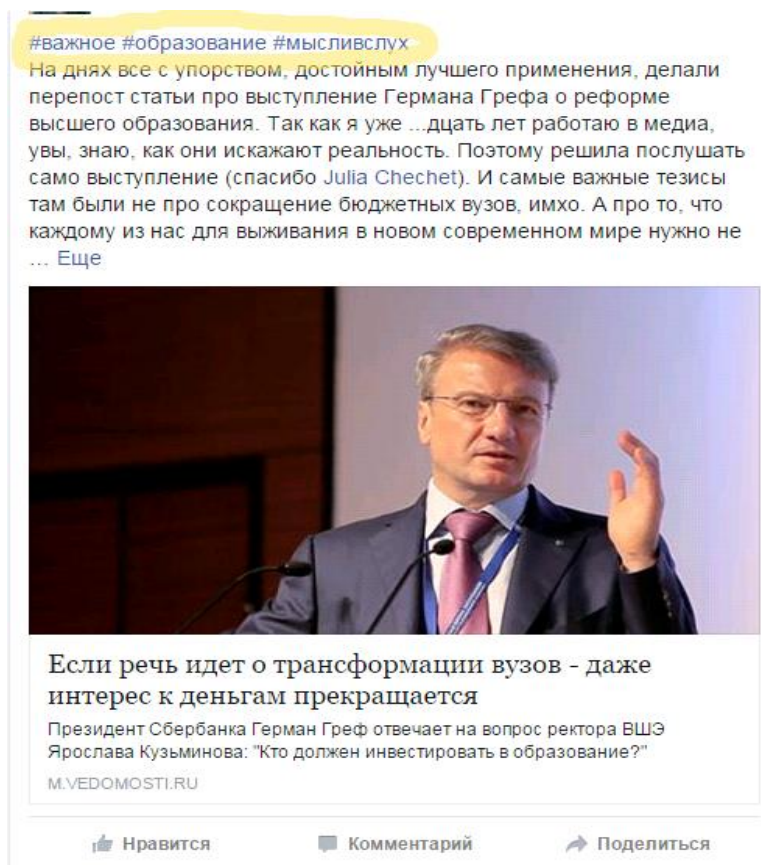 #важное #образование #мысливслух
На днях все с упорством, достойным лучшего применения, делали
перепост статьи про выступление Германа Грефа о реформе
высшего образования. Так как я уже ...дцать лет работаю в медиа,
увы, знаю, как они искажают реальность. Поэтому решила послушать
само выступление (спасибо Julia Chechet). И самые важные тезисы
там были не про сокращение бюджетных вузов, имхо. А про то, что
каждому из нас для выживания в новом современном мире нужно не
... Еще
Если речь идет о трансформации вузов - даже
интерес к деньгам прекращается
Президент Сбербанка Герман Греф отвечает на вопрос ректора ВШЭ
Ярослава Кузьминова: "Кто должен инвестировать в образование?"
M.VEDOMOSTI.RU
Нравится Комментарий Поделиться